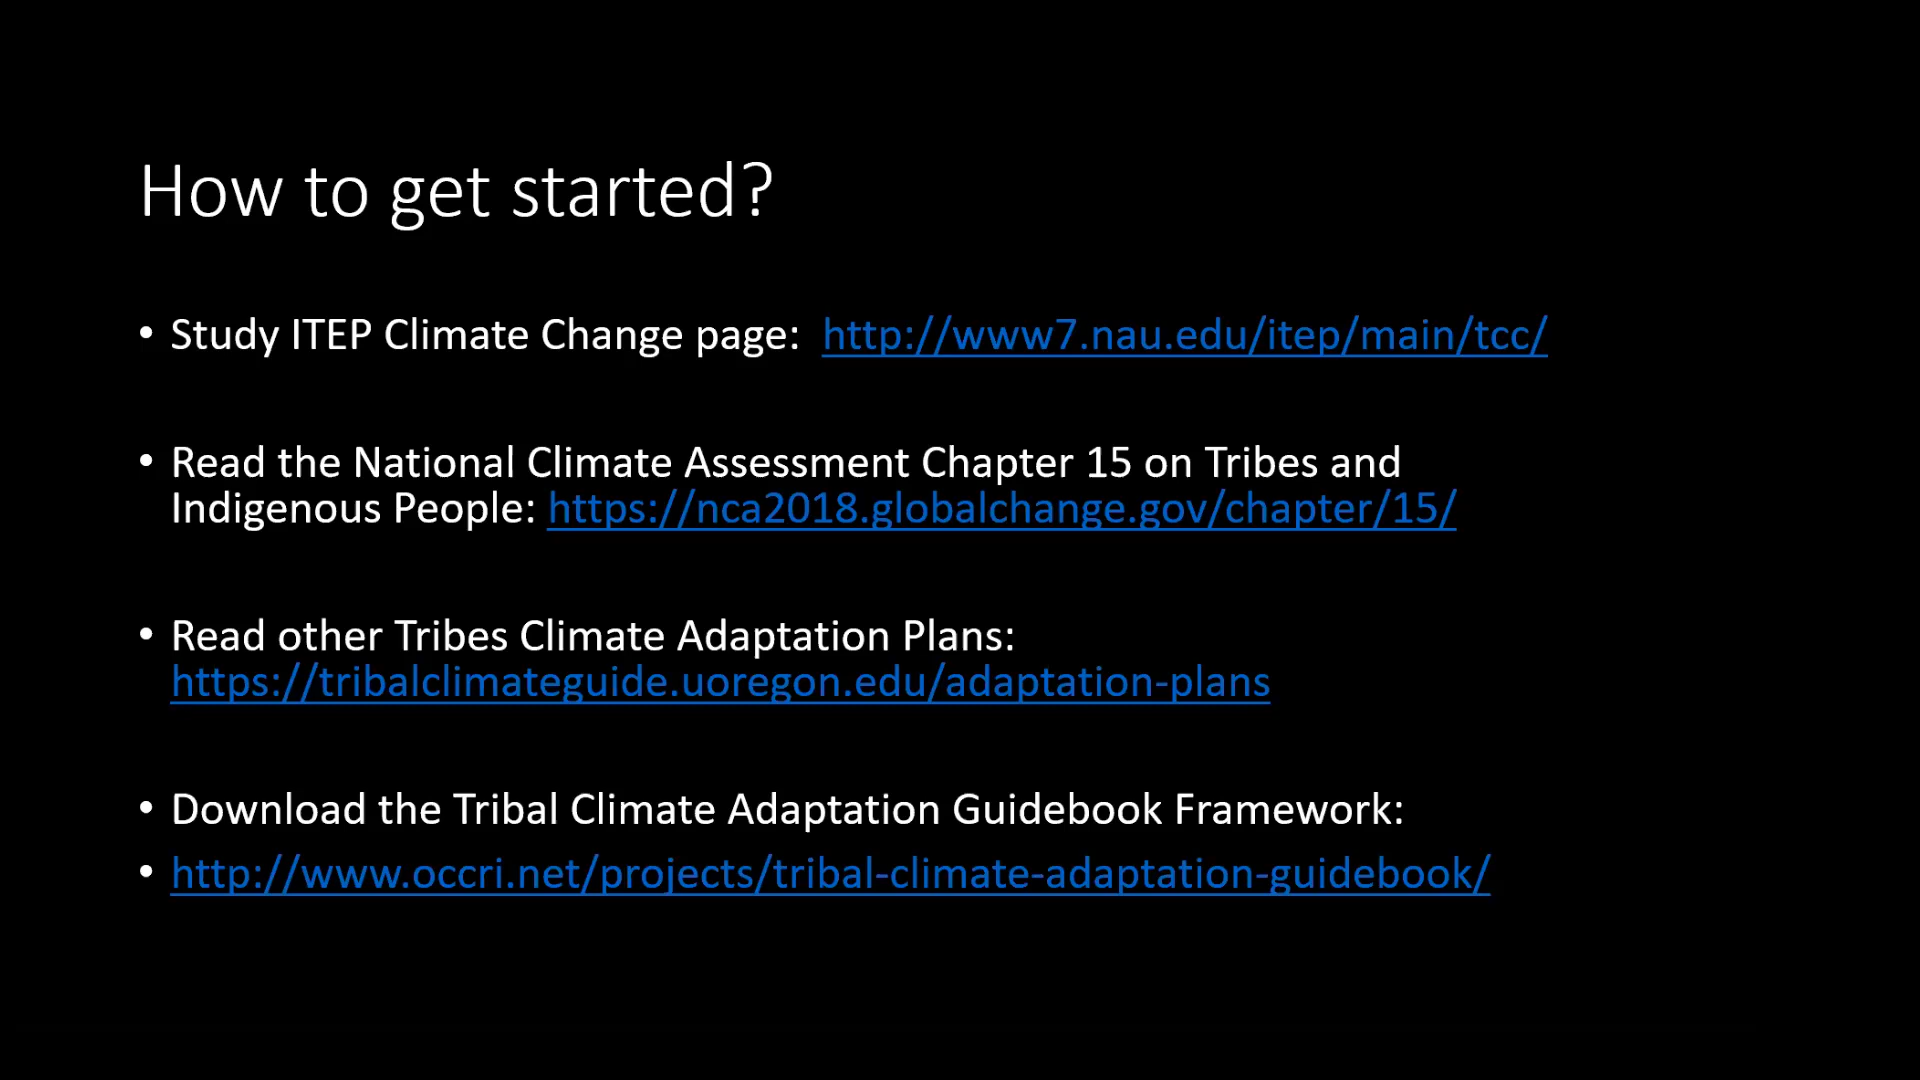 How to get started?
• Study ITEP Climate Change page:  http://www7.nau.edu/itep/main/tcc/
• Read the National Climate Assessment Chapter 15 on Tribes and
Indigenous People: https://nca2018.globalchange.gov/chapter/15/
• Read other Tribes Climate Adaptation Plans:
https://tribalclimateguide.uoregon.edu/adaptation-plans
• Download the Tribal Climate Adaptation Guidebook Framework:
• http://www.occri.net/projects/tribal-climate-adaptation-guidebook/